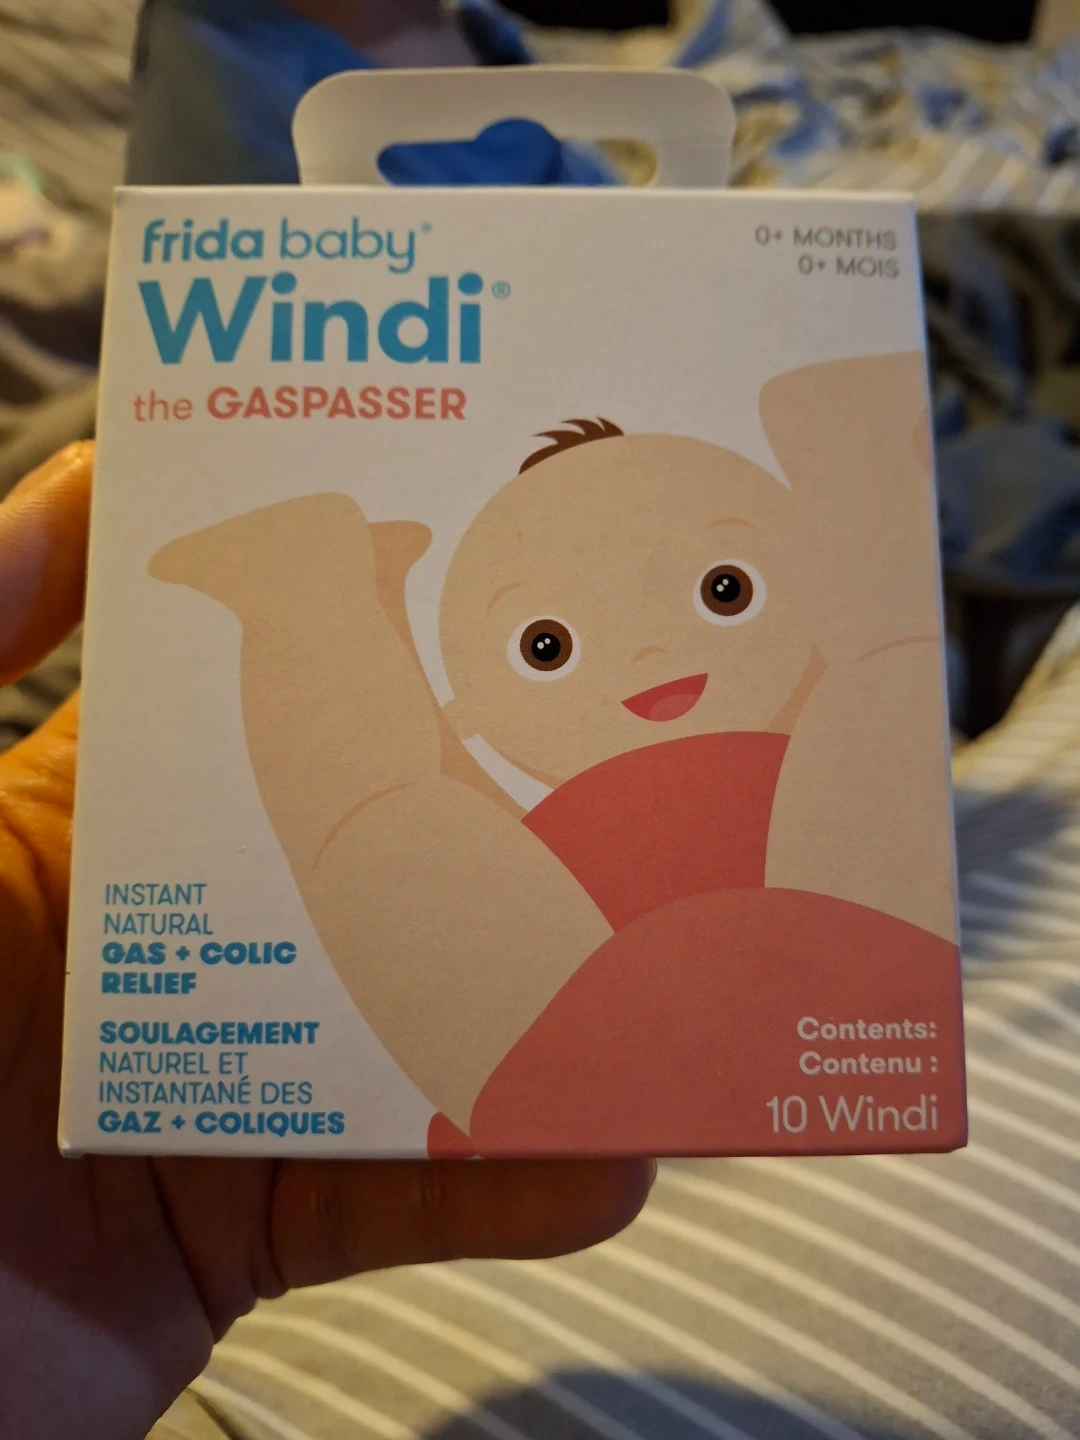 frida baby®
Windi®
the GASPASSER
0+ MONTHS
0+ MOIS
INSTANT
NATURAL
GAS + COLIC
RELIEF
SOULAGEMENT
NATUREL ET
INSTANTANÉ DES
GAZ + COLIQUES
Contents:
Contenu :
10 Windi